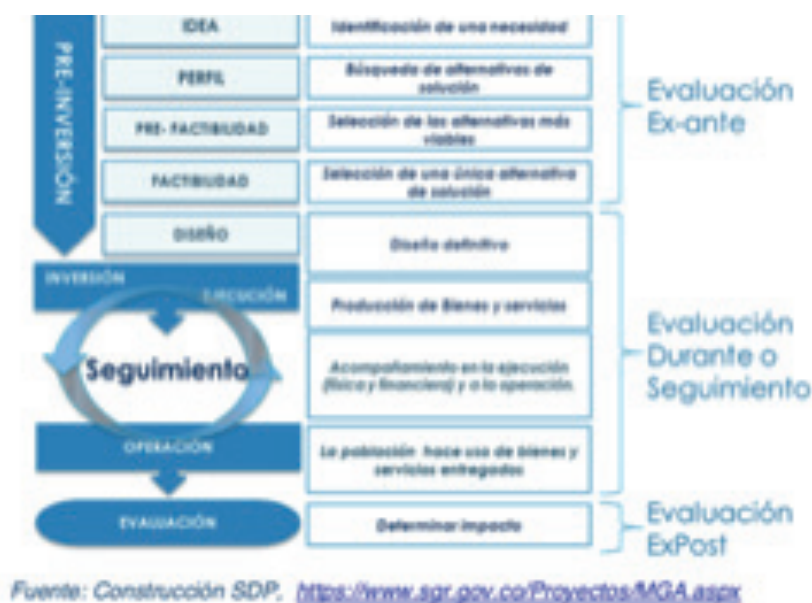 PRE-INVERSIÓN
IDEA
Identificación de una necesidad
PERFIL
Búsqueda de alternativas de
solución
PRE- FACTIBILIDAD
Selección de las alternativas más
viables
FACTIBILIDAD
Selección de una única alternativa
de solución
Evaluación
Ex-ante
DISEÑO
Diseño definitivo
INVERSIÓN
EJECUCIÓN
Producción de Bienes y servicios
Seguimiento
Acompañamiento en la ejecución
(física y financiera) y a la operación.
OPERACIÓN
La población hace uso de bienes y
servicios entregados
Evaluación
Durante o
Seguimiento
EVALUACIÓN
Determinar impacto
Evaluación
ExPost
Fuente: Construcción SDP, https://www.sgr.gov.co/Proyectos/MGA.aspx